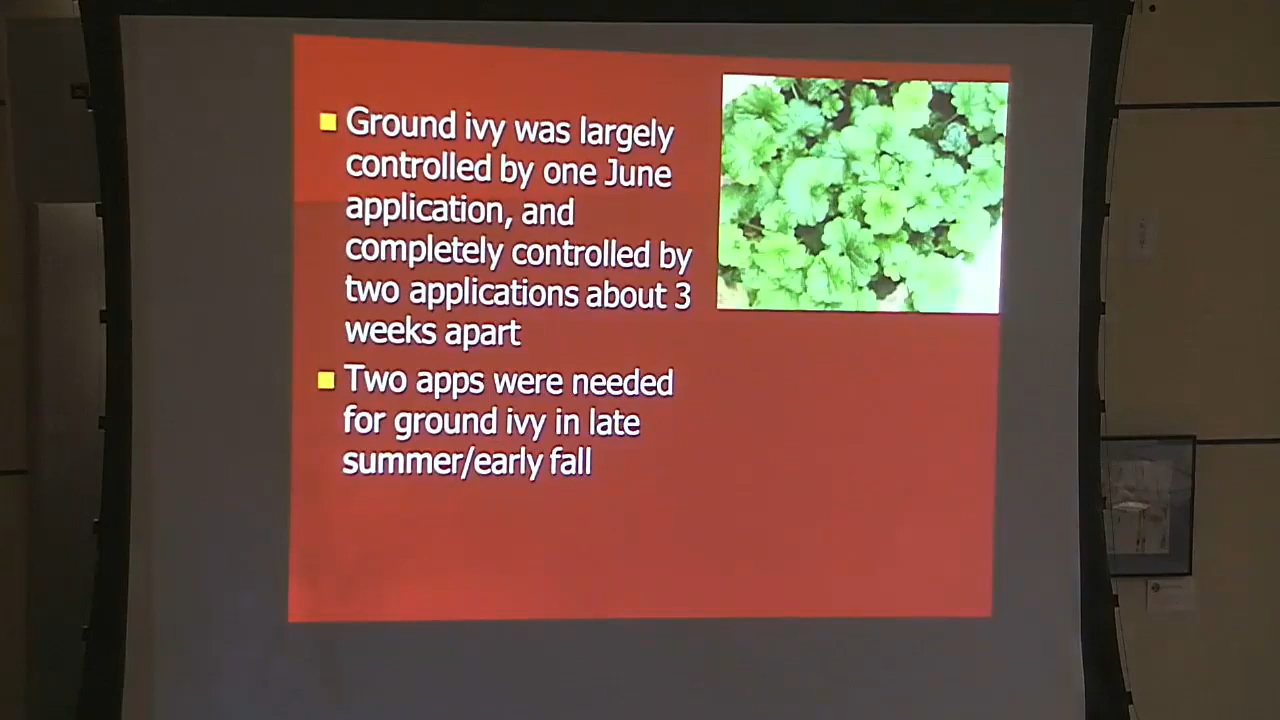 Ground ivy was largely
controlled by one June
application, and
completely controlled by
two applications about 3
weeks apart
Two apps were needed
for ground ivy in late
summer/early fall